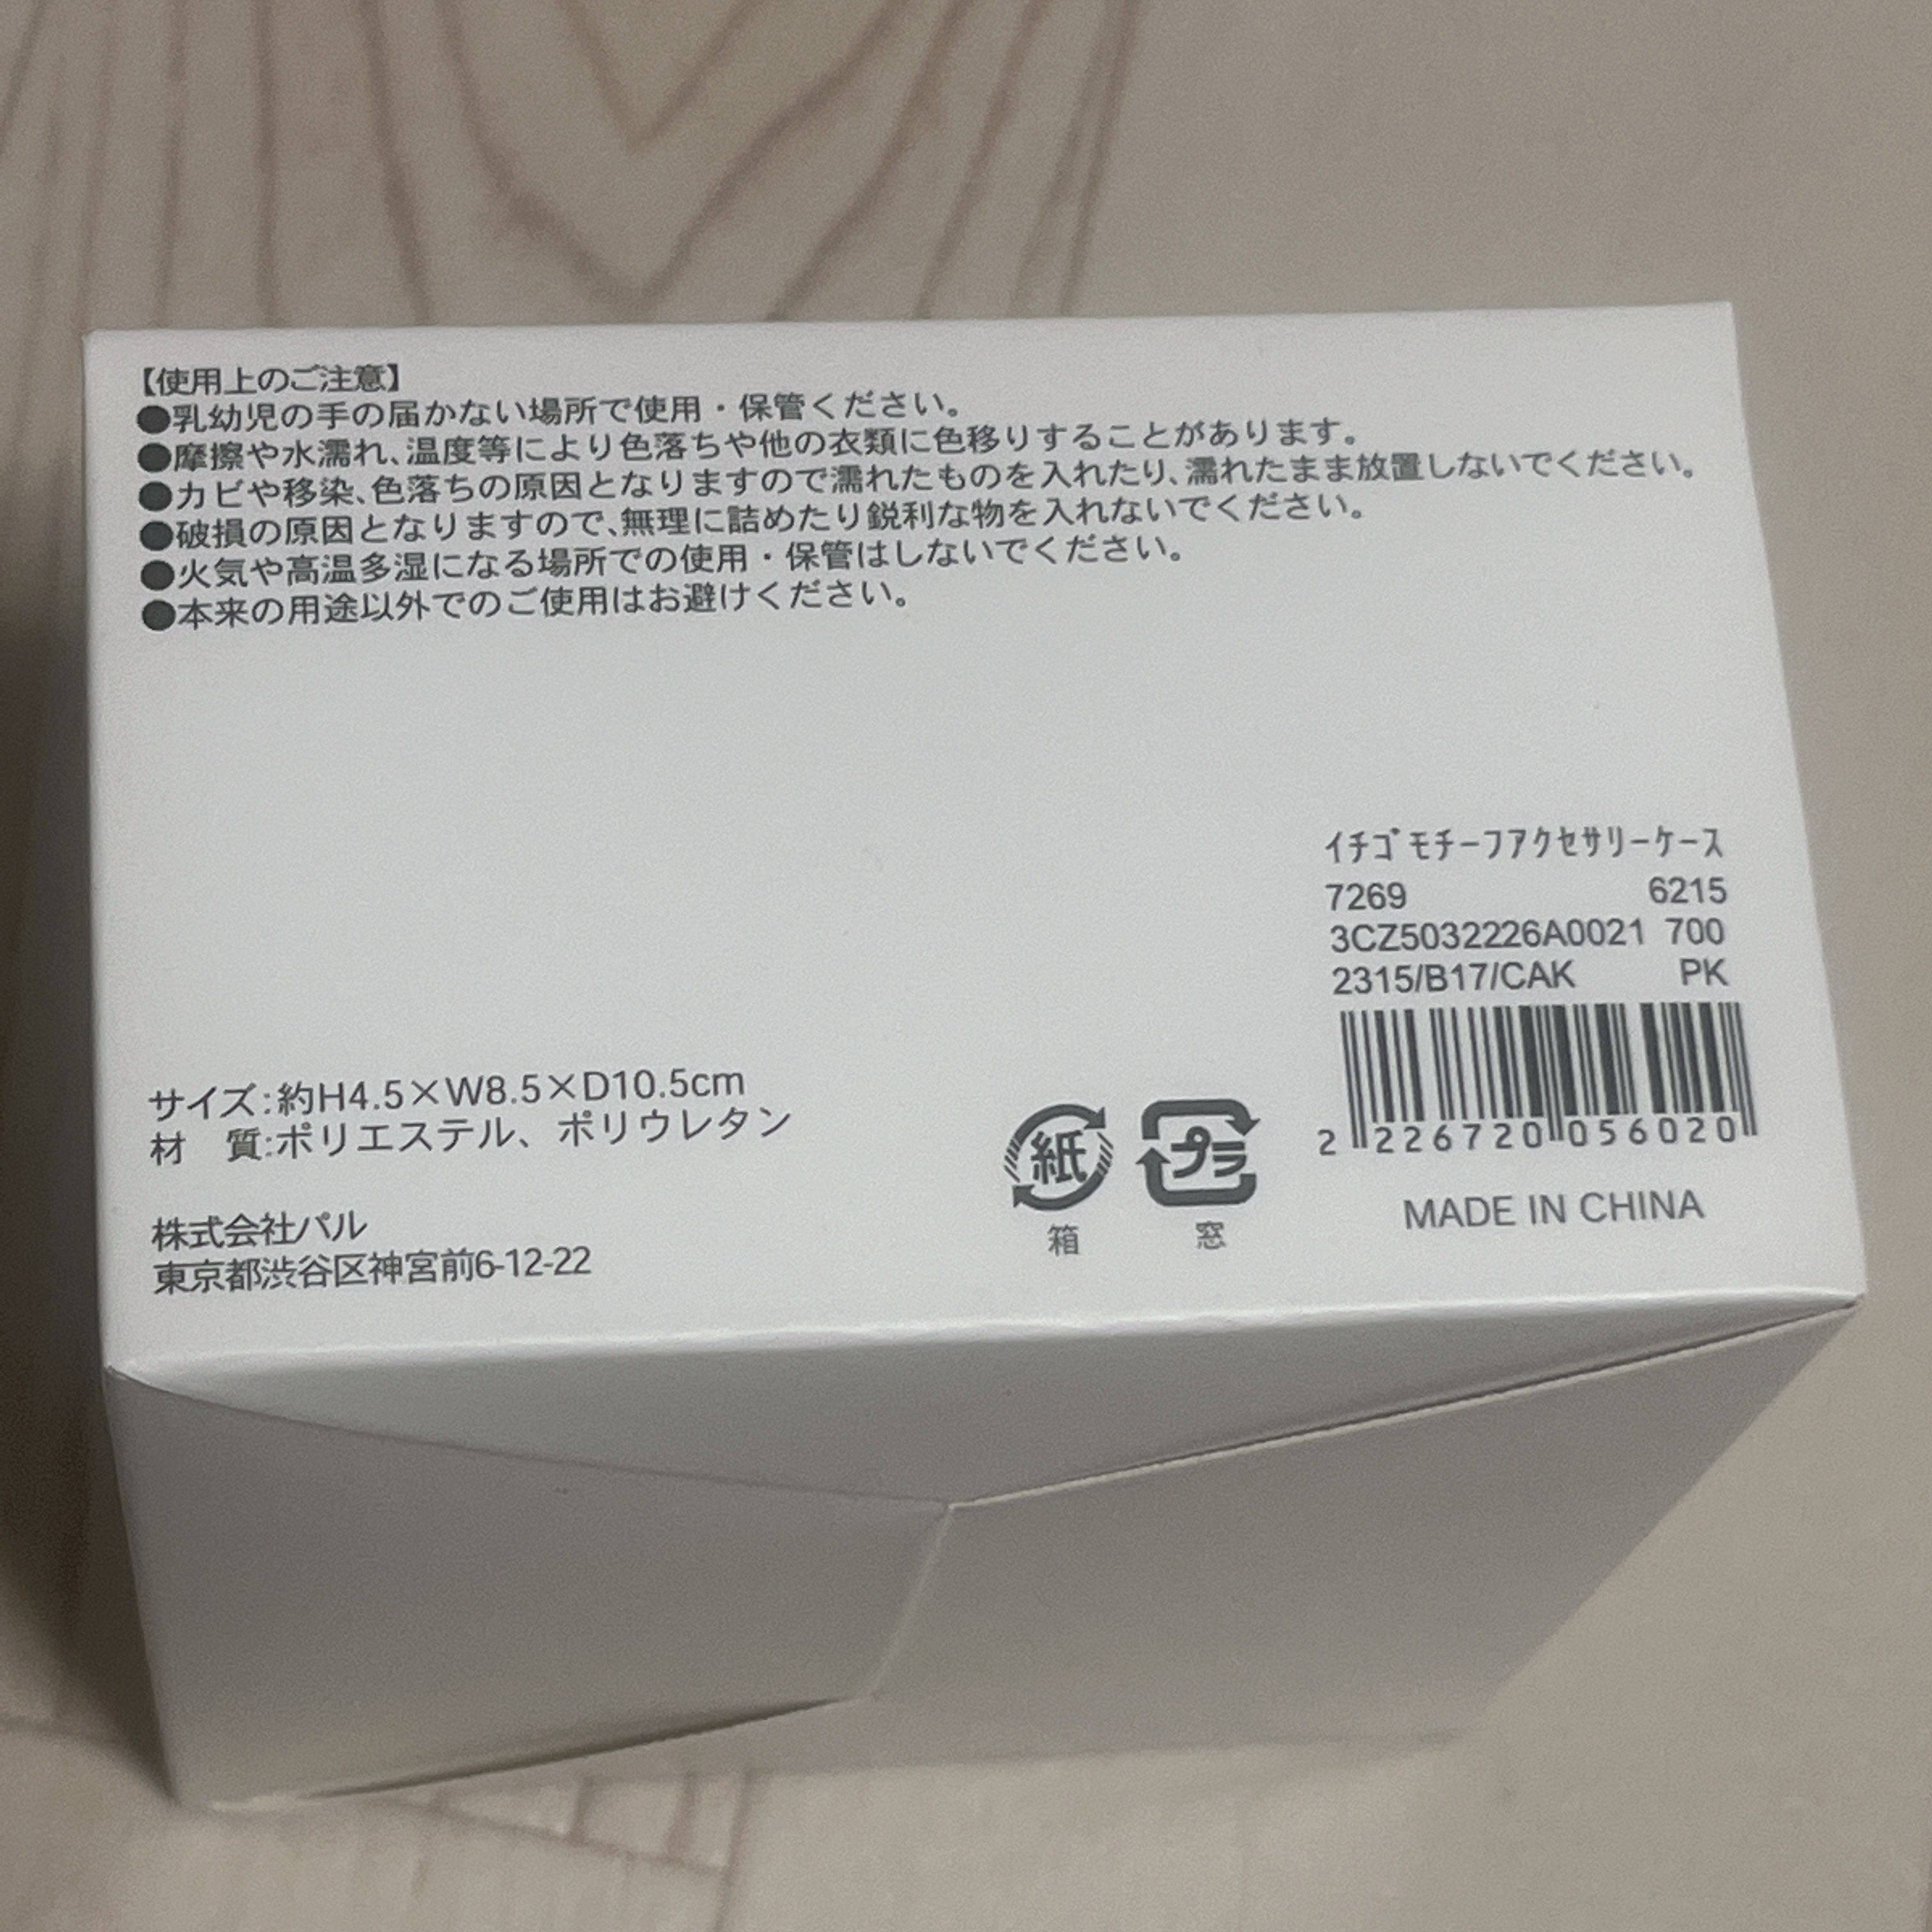 【使用上のご注意】
●乳幼児の手の届かない場所で使用・保管ください。
●摩擦や水濡れ、温度等により色落ちや他の衣類に色移りすることがあります。
●カビや移染、色落ちの原因となりますので濡れたものを入れたり、濡れたまま放置しないでください。
●破損の原因となりますので、無理に詰めたり鋭利な物を入れないでください。
●火気や高温多湿になる場所での使用・保管はしないでください。
●本来の用途以外でのご使用はお避けください。
ｲﾁｺﾞﾓﾁｰﾌｱｸｾｻﾘｰｹｰｽ
7269 6215
3CZ5032226A0021 700
2315/B17/CAK PK
2 226720 056020
MADE IN CHINA
サイズ:約H4.5×W8.5×D10.5cm
材　質:ポリエステル、ポリウレタン
株式会社パル
東京都渋谷区神宮前6-12-22
紙 プラ
箱 窓